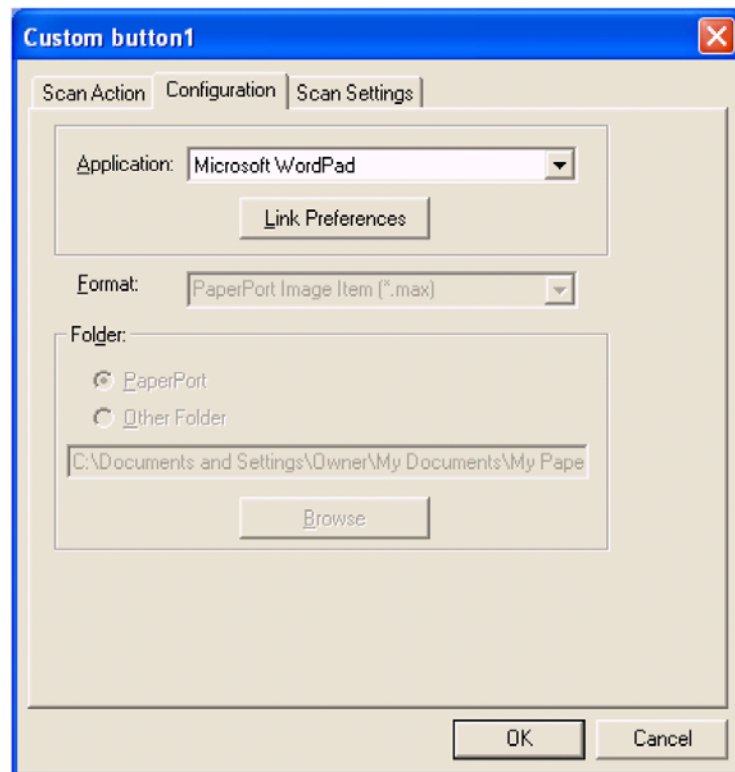 Custom button1
Scan Action Configuration Scan Settings
Application: Microsoft WordPad
Link Preferences
Format: PaperPort Image Item (*.max)
Folder:
PaperPort
Other Folder
C:\Documents and Settings\Owner\My Documents\My Pape
Browse
OK Cancel